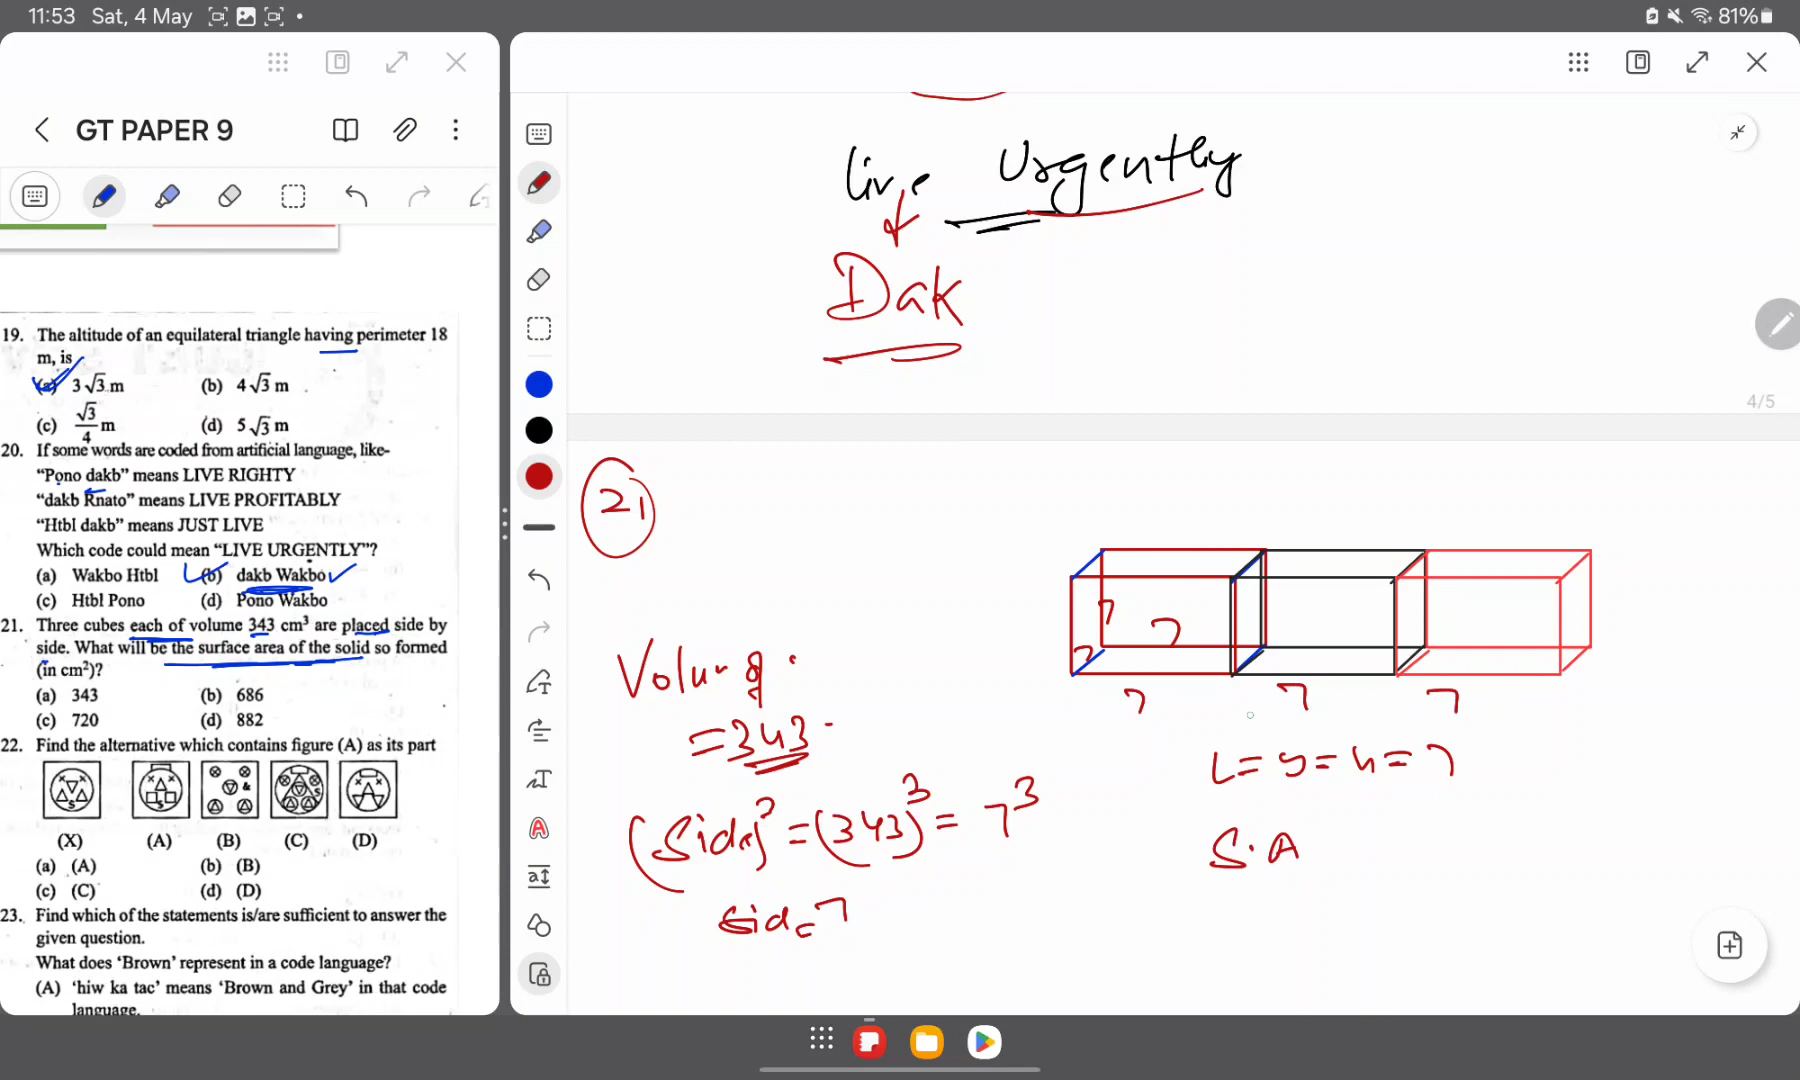 11:53 Sat, 4 May
81%
GT PAPER 9
19. The altitude of an equilateral triangle having perimeter 18
m, is
(a) 3√3 m (b) 4√3 m
(c) √3/4 m (d) 5√3 m
20. If some words are coded from artificial language, like-
“Pono dakb” means LIVE RIGHTY
“dakb Rnato” means LIVE PROFITABLY
“Htbl dakb” means JUST LIVE
Which code could mean “LIVE URGENTLY”?
(a) Wakbo Htbl (b) dakb Wakbo
(c) Htbl Pono (d) Pono Wakbo
21. Three cubes each of volume 343 cm³ are placed side by
side. What will be the surface area of the solid so formed
(in cm²)?
(a) 343 (b) 686
(c) 720 (d) 882
22. Find the alternative which contains figure (A) as its part
(X) (A) (B) (C) (D)
(a) (A) (b) (B)
(c) (C) (d) (D)
23. Find which of the statements is/are sufficient to answer the
given question.
What does ‘Brown’ represent in a code language?
(A) ‘hiw ka tac’ means ‘Brown and Grey’ in that code
language.
live Urgently
Dak
4/5
21
7 7 7
7 7 7
= 343
(343)³ = 7³
7
S.A